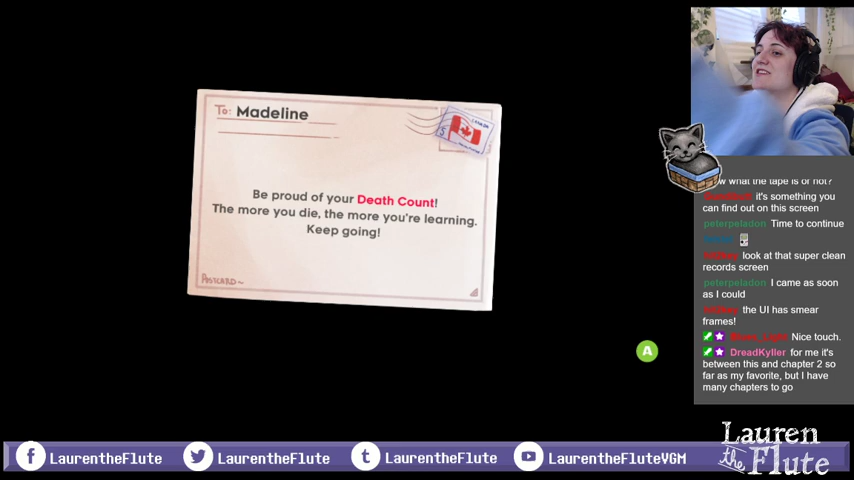 To: Madeline
Be proud of your Death Count!
The more you die, the more you're learning.
Keep going!
POSTCARD~
A
what the tape is or not?
it's something you
can find out on this screen
peterpeladon Time to continue
look at that super clean
records screen
peterpeladon I came as soon
as I could
the UI has smear
frames!
Nice touch.
DreadKyller for me it's
between this and chapter 2 so
far as my favorite, but I have
many chapters to go
LaurentheFlute
LaurentheFlute
LaurentheFlute
LaurentheFluteVGM
Lauren
the Flute